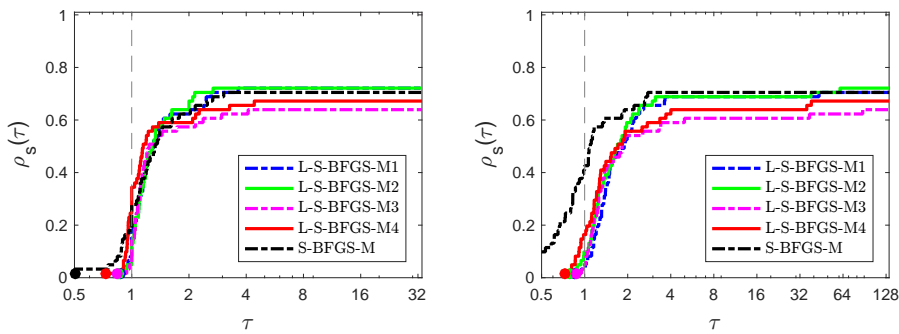 1
0.8
0.6
0.4
0.2
0
ρs(τ)
0.5 1 2 4 8 16 32
τ
L-S-BFGS-M1
L-S-BFGS-M2
L-S-BFGS-M3
L-S-BFGS-M4
S-BFGS-M
1
0.8
0.6
0.4
0.2
0
ρs(τ)
0.5 1 2 4 8 16 32 64 128
τ
L-S-BFGS-M1
L-S-BFGS-M2
L-S-BFGS-M3
L-S-BFGS-M4
S-BFGS-M